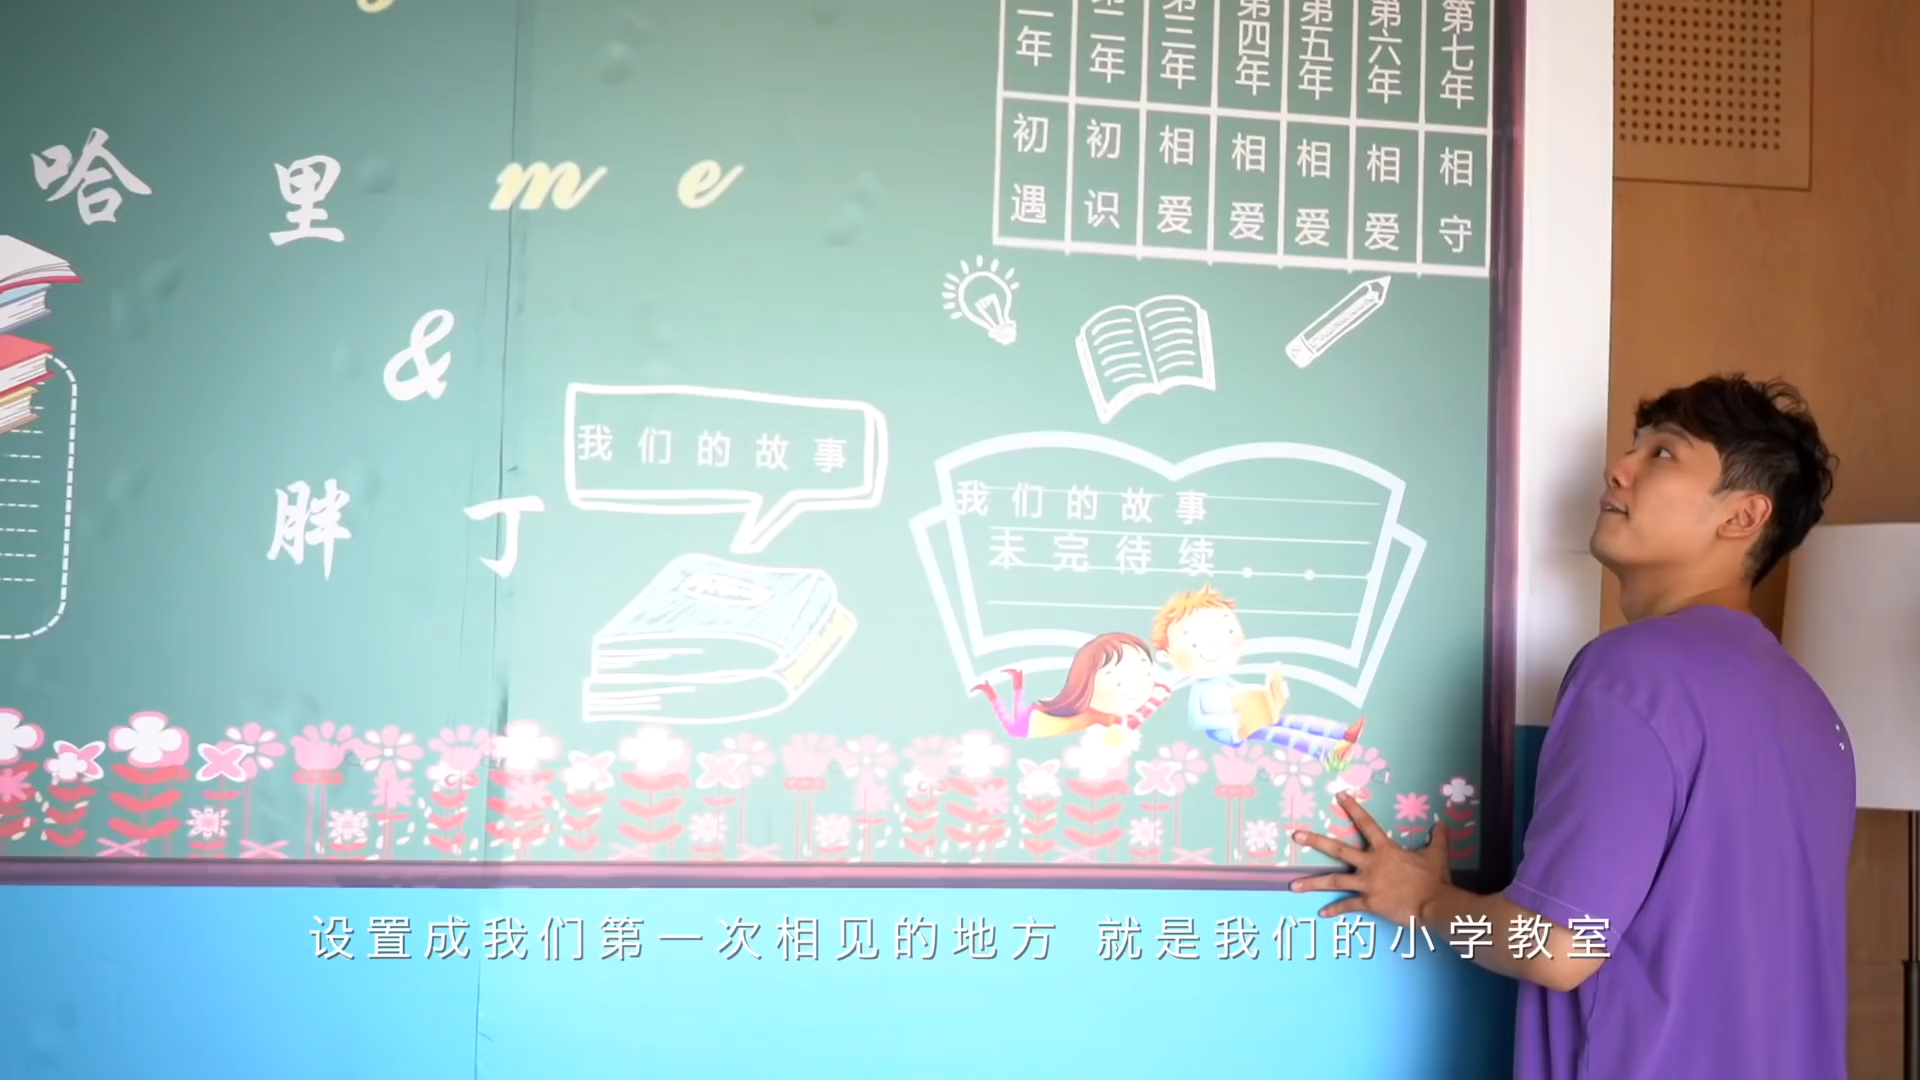 第一年 第二年 第三年 第四年 第五年 第六年 第七年
初遇 初识 相爱 相爱 相爱 相爱 相守
哈里 me
&
胖丁
我们的故事
我们的故事
未完待续...
设置成我们第一次相见的地方 就是我们的小学教室